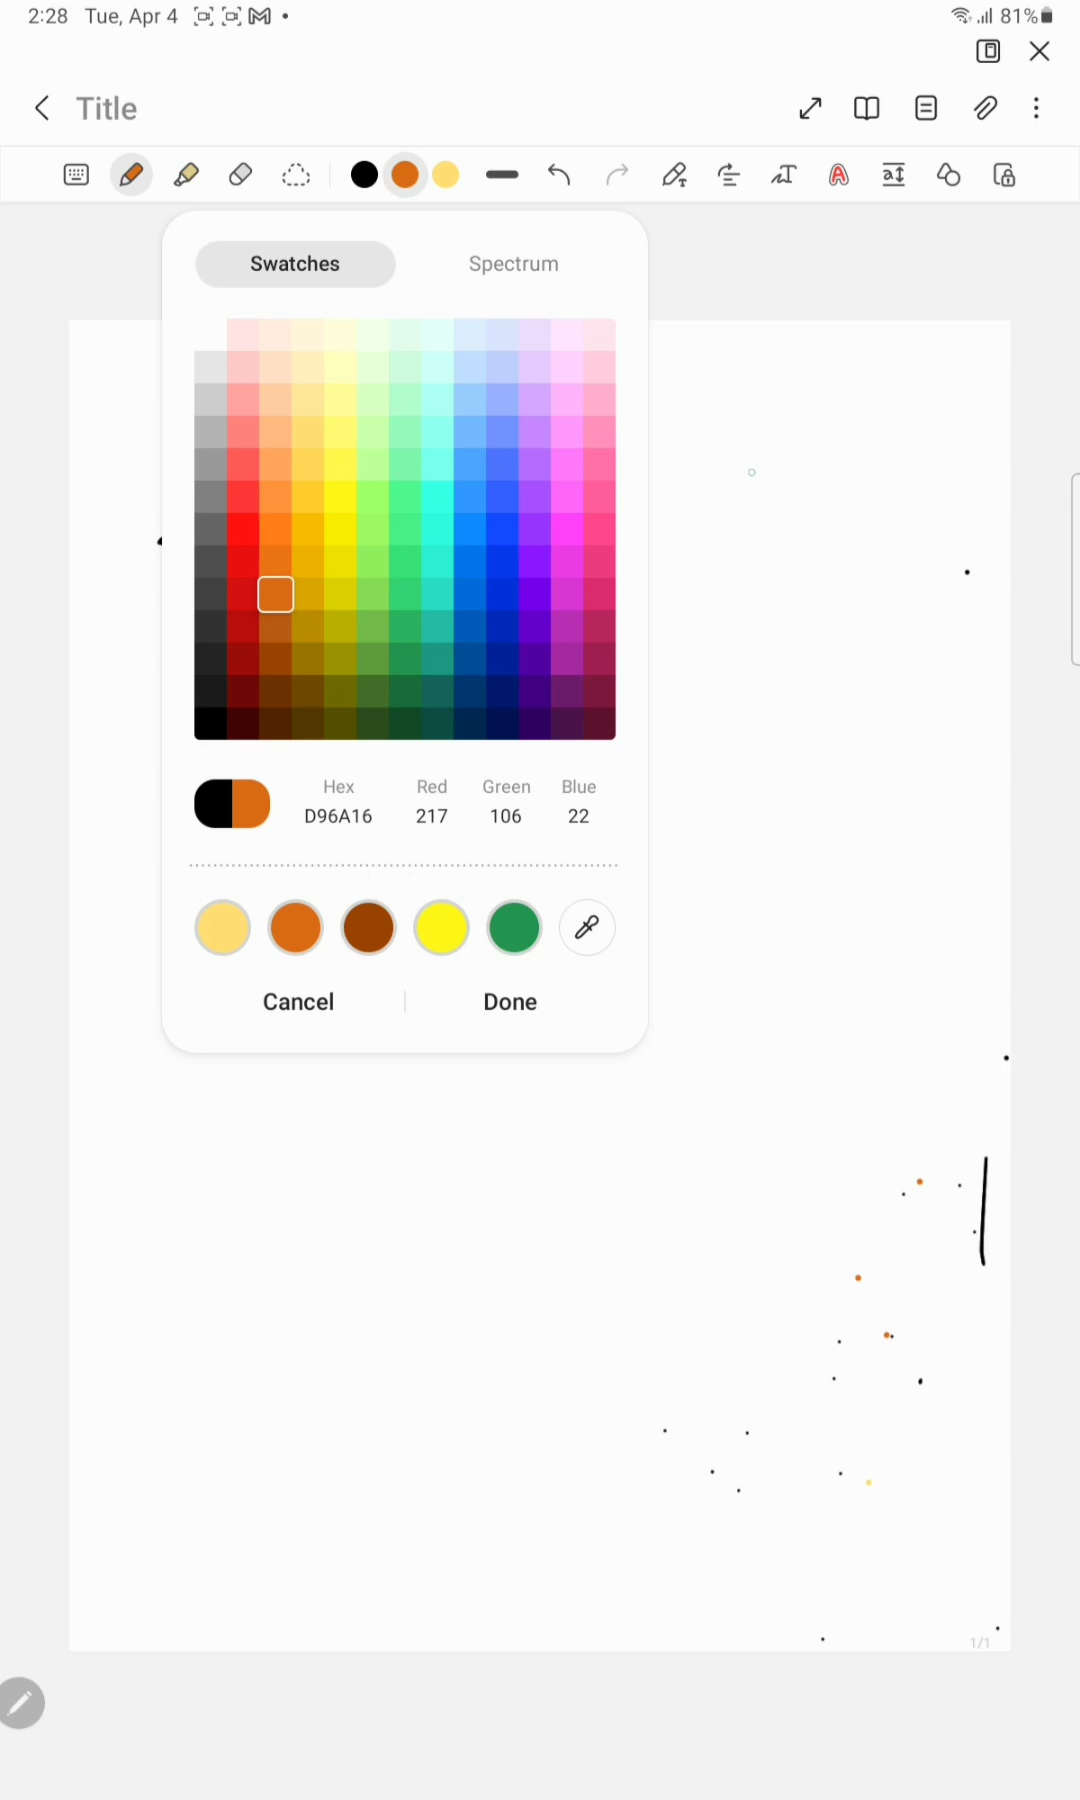 2:28 Tue, Apr 4 81%
Title
Swatches Spectrum
Hex Red Green Blue
D96A16 217 106 22
Cancel Done
1/1